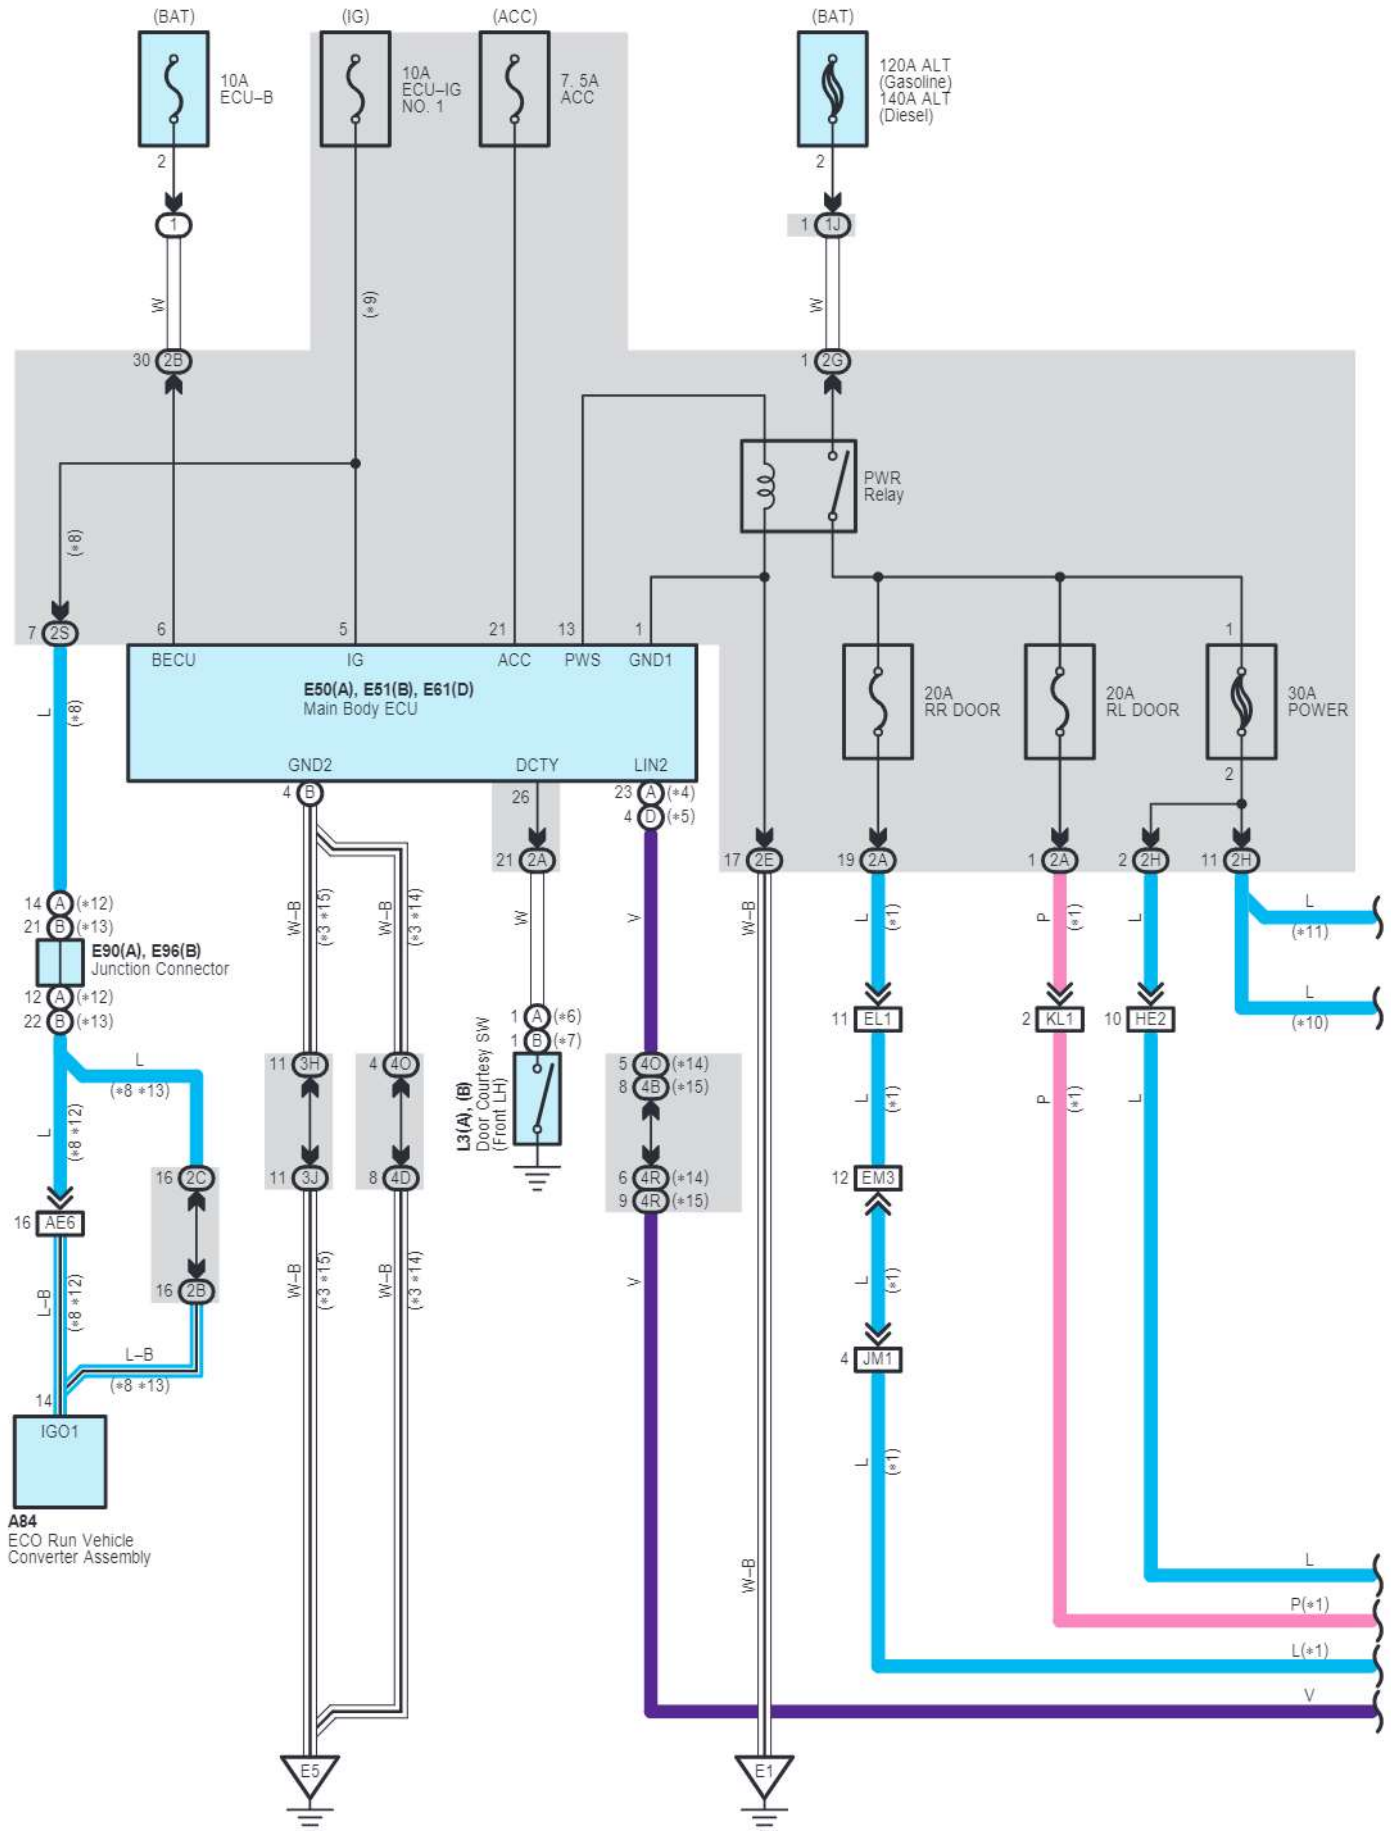 (BAT)
(IG)
(ACC)
(BAT)
10A
ECU–B
10A
ECU–IG
NO. 1
7. 5A
ACC
120A ALT
(Gasoline)
140A ALT
(Diesel)
2
2
1
1 1J
W
(*9)
W
30 2B
1 2G
PWR
Relay
(*8)
7 2S
6
5
21
13
1
1
BECU
IG
ACC
PWS
GND1
E50(A), E51(B), E61(D)
Main Body ECU
20A
RR DOOR
20A
RL DOOR
30A
POWER
L
(*8)
GND2
DCTY
LIN2
2
4 B
26
23 A (*4)
4 D (*5)
21 2A
17 2E
19 2A
1 2A
2 2H
11 2H
14 A (*12)
21 B (*13)
W–B
(*3 *15)
W–B
(*3 *14)
W
V
W–B
L
(*1)
P
(*1)
L
L
(*11)
E90(A), E96(B)
Junction Connector
12 A (*12)
22 B (*13)
L
(*10)
1 A (*6)
1 B (*7)
11 EL1
2 KL1
10 HE2
L
(*8 *13)
L
(*8 *12)
11 3H
4 4O
L3(A), (B)
Door Courtesy SW
(Front LH)
5 4O (*14)
8 4B (*15)
L
(*1)
P
(*1)
L
16 2C
11 3J
8 4D
6 4R (*14)
9 4R (*15)
12 EM3
16 AE6
L–B
(*8 *12)
16 2B
W–B
(*3 *15)
W–B
(*3 *14)
V
L
(*1)
L–B
(*8 *13)
4 JM1
14
IGO1
L
(*1)
A84
ECO Run Vehicle
Converter Assembly
W–B
L
P(*1)
L(*1)
V
E5
E1